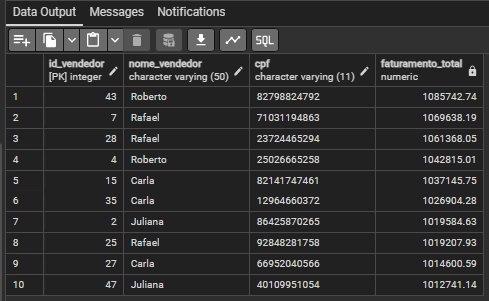 Data Output Messages Notifications
SQL
id_vendedor nome_vendedor cpf faturamento_total
[PK] integer character varying (50) character varying (11) numeric
1 43 Roberto 82798824792 1085742.74
2 7 Rafael 71031194863 1069638.19
3 28 Rafael 23724465294 1061368.05
4 4 Roberto 25026665258 1042815.01
5 15 Carla 82141747461 1037145.75
6 35 Carla 12964660372 1026904.28
7 2 Juliana 86425870265 1019584.63
8 25 Rafael 92848281758 1019207.93
9 27 Carla 66952040566 1014600.59
10 47 Juliana 40109951054 1012741.14